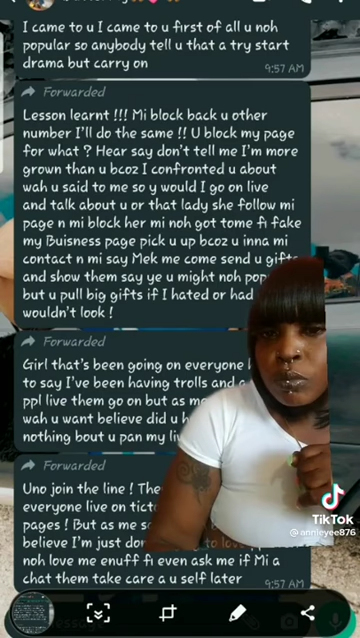 I came to u I came to u first of all u noh
popular so anybody tell u that a try start
drama but carry on
9:57 AM
Forwarded
Lesson learnt !!! Mi block back u other
number I'll do the same !! U block my page
for what ? Hear say don't tell me I'm more
grown than u bcoz I confronted u about
wah u said to me so y would I go on live
and talk about u or that lady she follow mi
page n mi block her mi noh got tome fi fake
my Buisness page pick u up bcoz u inna mi
contact n mi say Mek me come send u gifts
and show them say ye u might noh pop
but u pull big gifts if I hated or had
wouldn't look !
Forwarded
Girl that's been going on everyone
to say I've been having trolls and
ppl live them go on but as me
wah u want believe did u
nothing bout u pan my liv
Forwarded
Uno join the line ! The
everyone live on tict
pages ! But as me sa
believe I'm just don
noh love me enuff fi even ask me if Mi a
chat them take care a u self later
9:57 AM
TikTok
@annieyee876